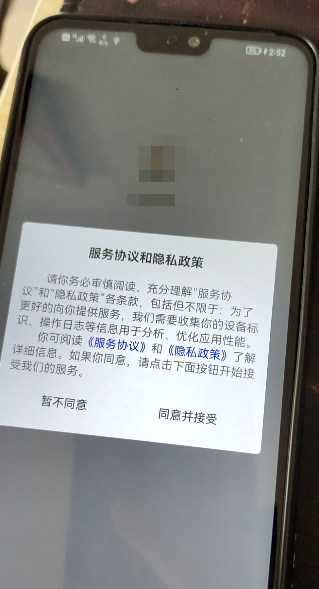 2:52
服务协议和隐私政策
请你务必审慎阅读、充分理解“服务协
议”和“隐私政策”各条款，包括但不限于：为了
更好的向你提供服务，我们需要收集你的设备标
识、操作日志等信息用于分析、优化应用性能。
你可阅读《服务协议》和《隐私政策》了解
详细信息。如果你同意，请点击下面按钮开始接
受我们的服务。
暂不同意
同意并接受